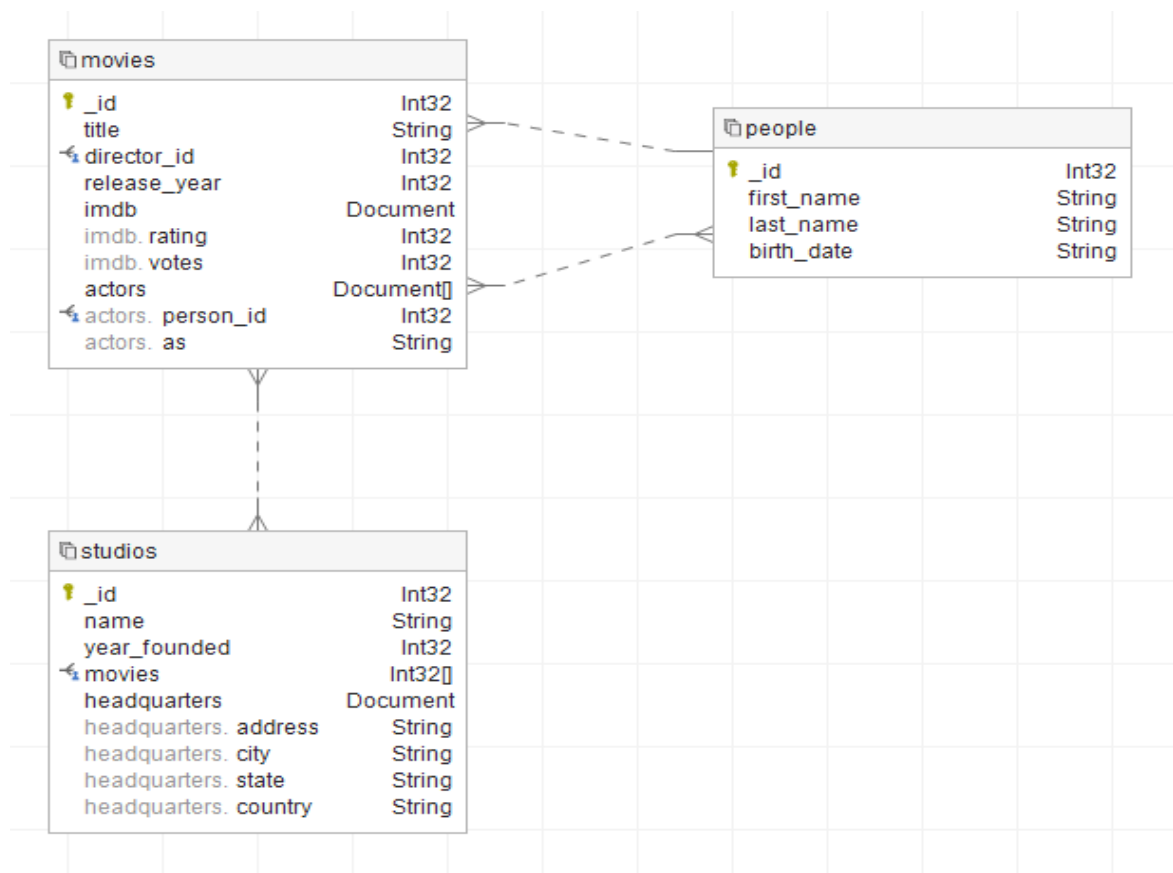 movies
_id Int32
title String
director_id Int32
release_year Int32
imdb Document
imdb. rating Int32
imdb. votes Int32
actors Document[]
actors. person_id Int32
actors. as String
people
_id Int32
first_name String
last_name String
birth_date String
studios
_id Int32
name String
year_founded Int32
movies Int32[]
headquarters Document
headquarters. address String
headquarters. city String
headquarters. state String
headquarters. country String